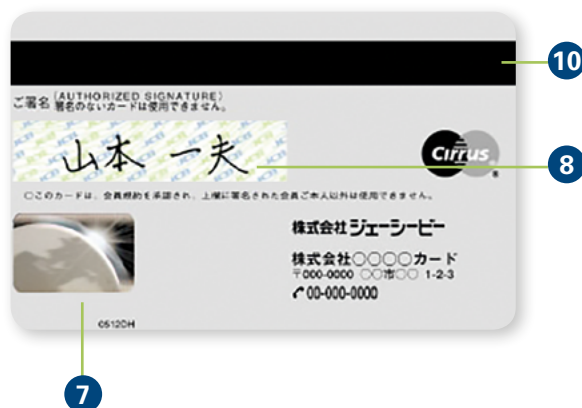 10
ご署名 (AUTHORIZED SIGNATURE)
署名のないカードは使用できません。
山本 一夫
Cirrus
®
8
○このカードは、会員規約を承認され、上欄に署名された会員ご本人以外は使用できません。
株式会社ジェーシービー
株式会社○○○○カード
〒000-0000 ○○市○○ 1-2-3
00-000-0000
0512DH
7